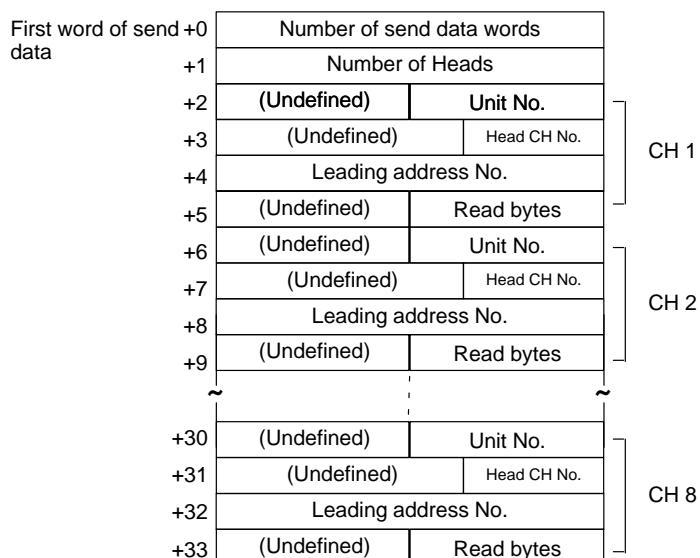 First word of send data
+0 Number of send data words
+1 Number of Heads
+2 (Undefined) Unit No.
+3 (Undefined) Head CH No.
CH 1
+4 Leading address No.
+5 (Undefined) Read bytes
+6 (Undefined) Unit No.
+7 (Undefined) Head CH No.
CH 2
+8 Leading address No.
+9 (Undefined) Read bytes
~ ~
+30 (Undefined) Unit No.
+31 (Undefined) Head CH No.
CH 8
+32 Leading address No.
+33 (Undefined) Read bytes